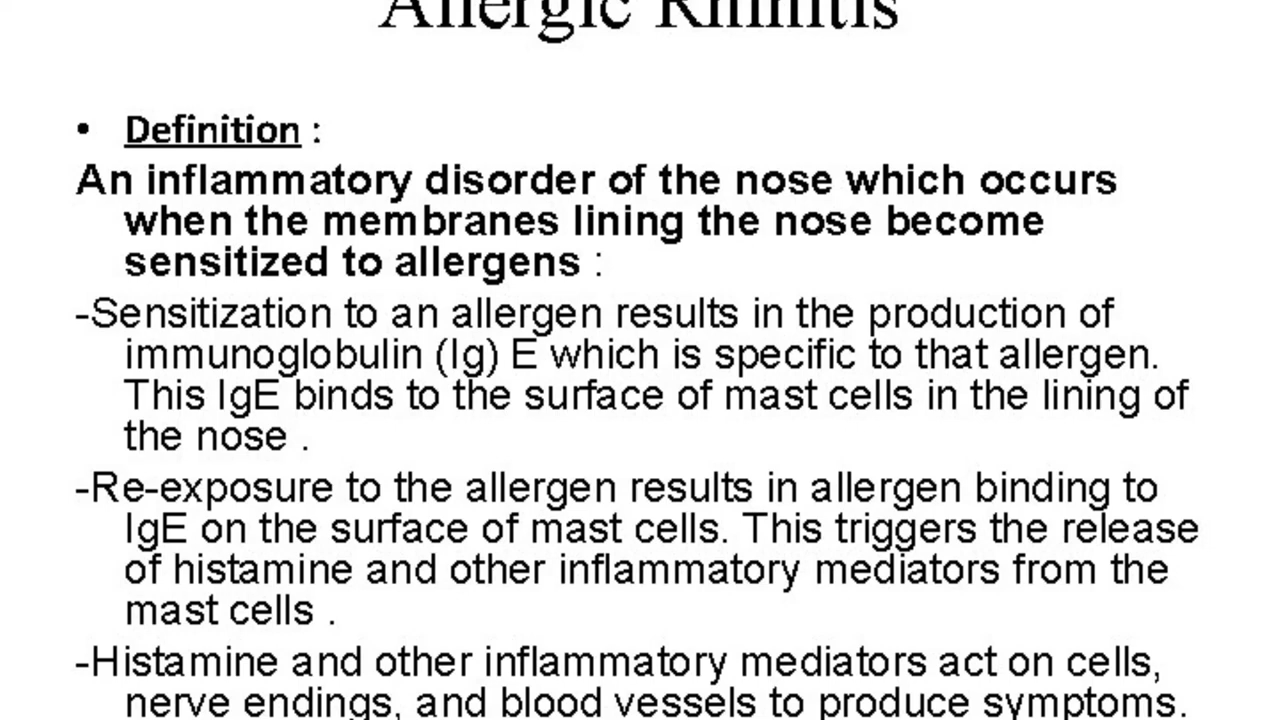 Allergic Rhinitis
• Definition :
An inflammatory disorder of the nose which occurs
when the membranes lining the nose become
sensitized to allergens :
-Sensitization to an allergen results in the production of
immunoglobulin (Ig) E which is specific to that allergen.
This IgE binds to the surface of mast cells in the lining of
the nose .
-Re-exposure to the allergen results in allergen binding to
IgE on the surface of mast cells. This triggers the release
of histamine and other inflammatory mediators from the
mast cells .
-Histamine and other inflammatory mediators act on cells,
nerve endings, and blood vessels to produce symptoms.